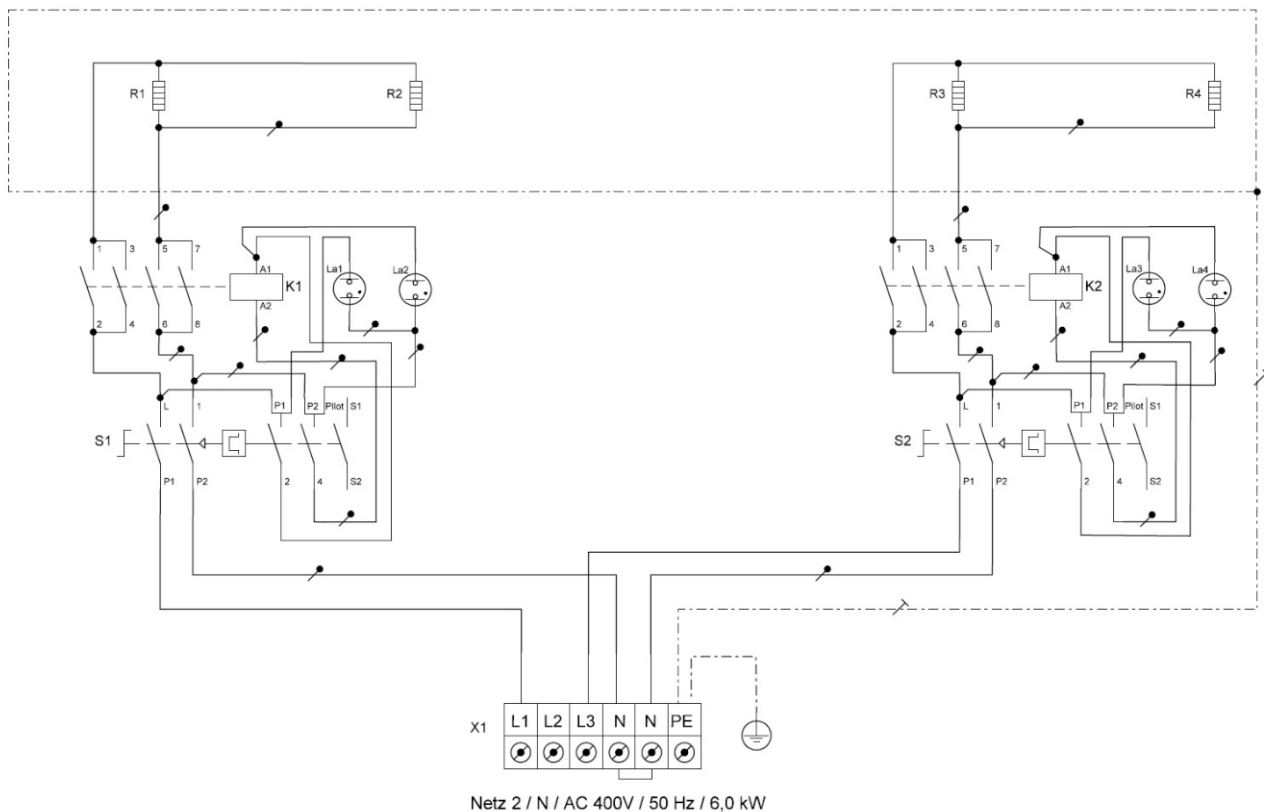 R1 R2 R3 R4
1 3 5 7 1 3 5 7
A1 La1 La2 A1 La3 La4
K1 K2
A2 A2
2 4 6 8 2 4 6 8
L 1 P1 P2 Pilot S1 L 1 P1 P2 Pilot S1
S1 S2
P1 P2 2 4 S2 P1 P2 2 4 S2
X1 L1 L2 L3 N N PE
Netz 2 / N / AC 400V / 50 Hz / 6,0 kW